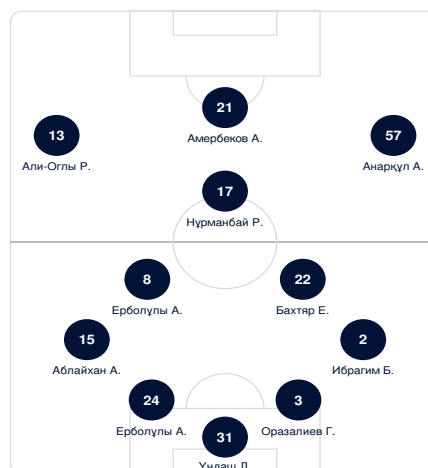 21
Амербеков А.
13
Али-Оглы Р.
57
Анарқұл А.
17
Нұрманбай Р.
8
Ерболұлы А.
22
Бахтяр Е.
15
Аблайхан А.
2
Ибрагим Б.
24
Ерболұлы А.
3
Оразалиев Г.
31